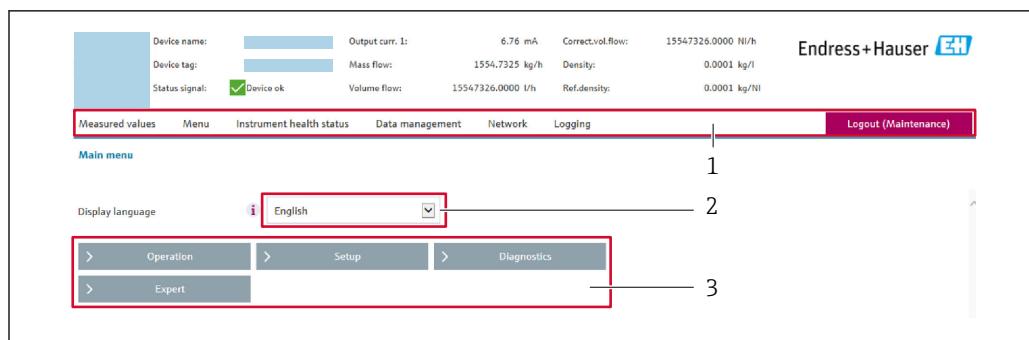 Device name: Output curr. 1: 6.76 mA Correct.vol.flow: 15547326.0000 Nl/h
Endress+Hauser EH
Device tag: Mass flow: 1554.7325 kg/h Density: 0.0001 kg/l
Status signal: Device ok Volume flow: 15547326.0000 l/h Ref.density: 0.0001 kg/Nl
Measured values Menu Instrument health status Data management Network Logging Logout (Maintenance)
1
Main menu
Display language i English 2
> Operation > Setup > Diagnostics
> Expert 3